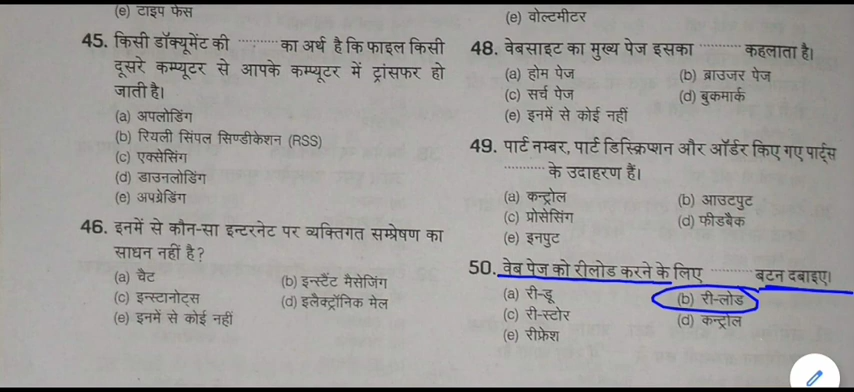 (e) टाइप फेस
45. किसी डॉक्यूमेंट की ......... का अर्थ है कि फाइल किसी
दूसरे कम्प्यूटर से आपके कम्प्यूटर में ट्रांसफर हो
जाती है।
(a) अपलोडिंग
(b) रियली सिंपल सिण्डीकेशन (RSS)
(c) एक्सेसिंग
(d) डाउनलोडिंग
(e) अपग्रेडिंग
46. इनमें से कौन-सा इन्टरनेट पर व्यक्तिगत सम्प्रेषण का
साधन नहीं है?
(a) चैट (b) इन्स्टैंट मैसेजिंग
(c) इन्स्टानोट्स (d) इलैक्ट्रॉनिक मेल
(e) इनमें से कोई नहीं
(e) वोल्टमीटर
48. वेबसाइट का मुख्य पेज इसका ......... कहलाता है।
(a) होम पेज (b) ब्राउजर पेज
(c) सर्च पेज (d) बुकमार्क
(e) इनमें से कोई नहीं
49. पार्ट नम्बर, पार्ट डिस्क्रिप्शन और ऑर्डर किए गए पार्ट्स
......... के उदाहरण हैं।
(a) कन्ट्रोल (b) आउटपुट
(c) प्रोसेसिंग (d) फीडबैक
(e) इनपुट
50. वेब पेज को रीलोड करने के लिए ......... बटन दबाइए।
(a) री-डू (b) री-लोड
(c) री-स्टोर (d) कन्ट्रोल
(e) रीफ्रेश